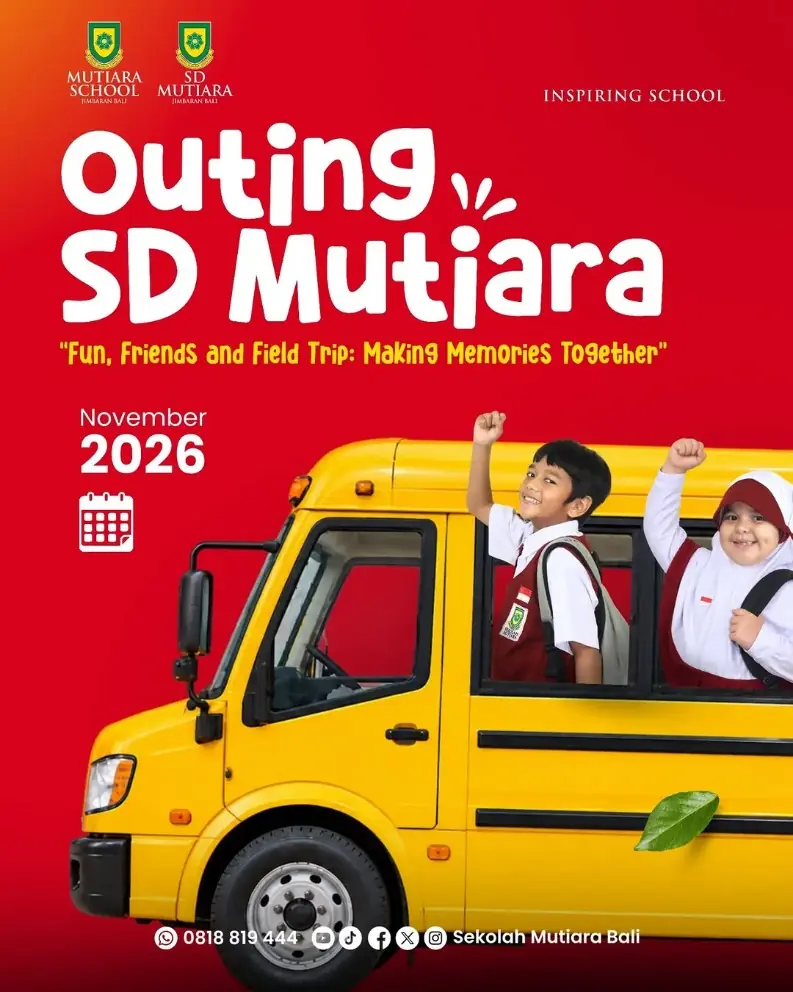 MUTIARA
SCHOOL
JIMBARAN BALI
SD
MUTIARA
JIMBARAN BALI
INSPIRING SCHOOL
Outing
SD Mutiara
"Fun, Friends and Field Trip: Making Memories Together"
November
2026
MUTIARA
0818 819 444
Sekolah Mutiara Bali